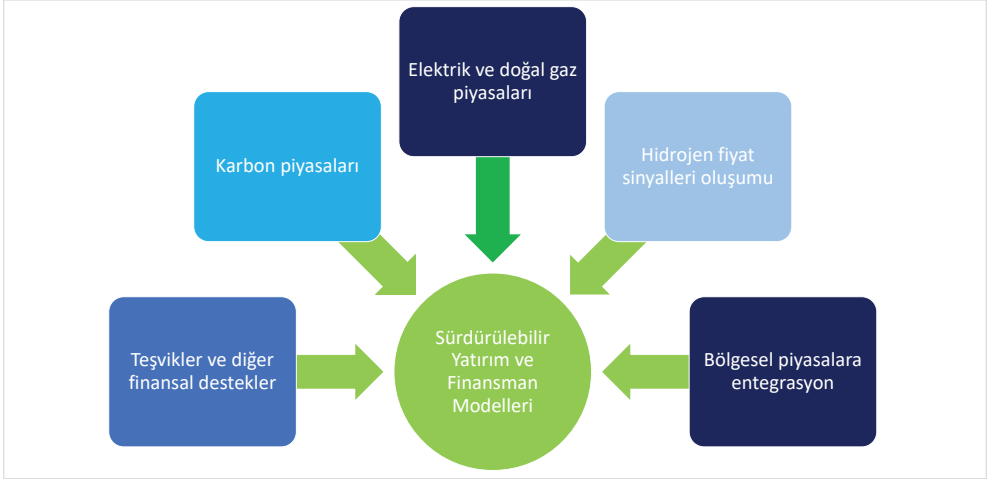 Elektrik ve doğal gaz
piyasaları
Karbon piyasaları
Hidrojen fiyat
sinyalleri oluşumu
Teşvikler ve diğer
finansal destekler
Sürdürülebilir
Yatırım ve
Finansman
Modelleri
Bölgesel piyasalara
entegrasyon